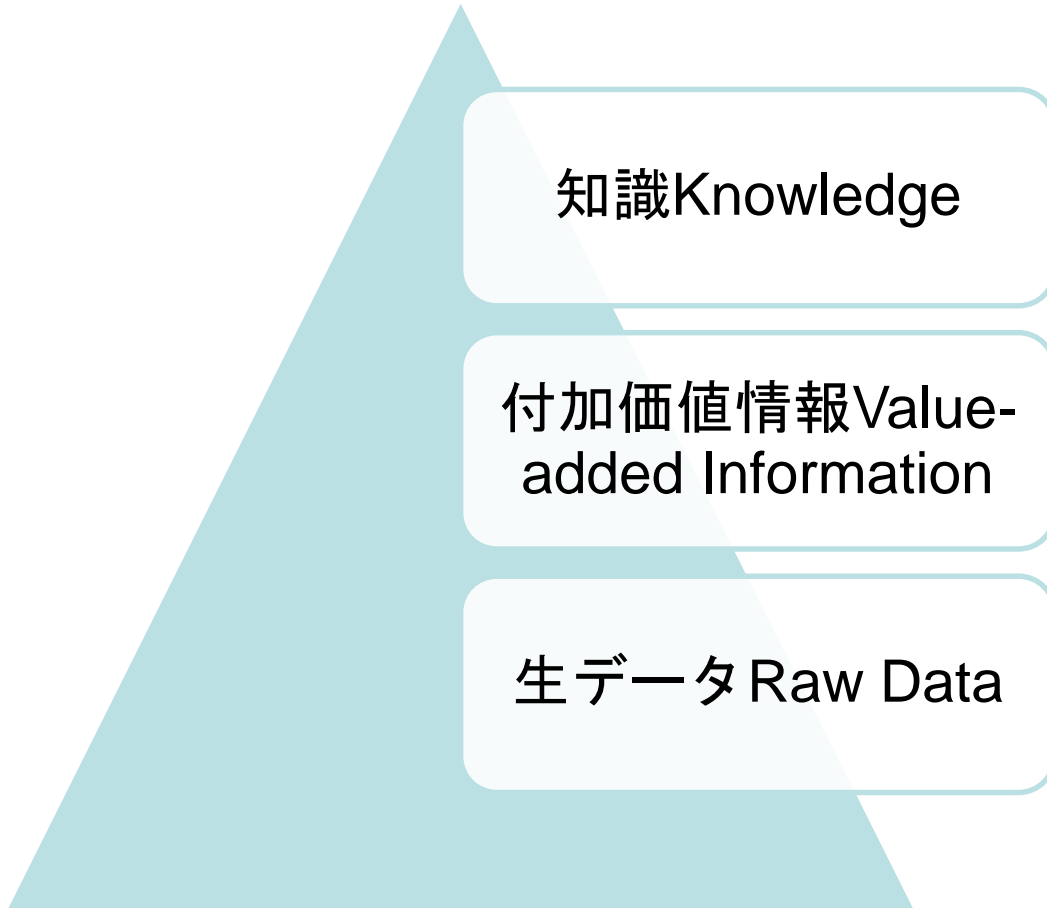 知識Knowledge
付加価値情報Value-
added Information
生データRaw Data